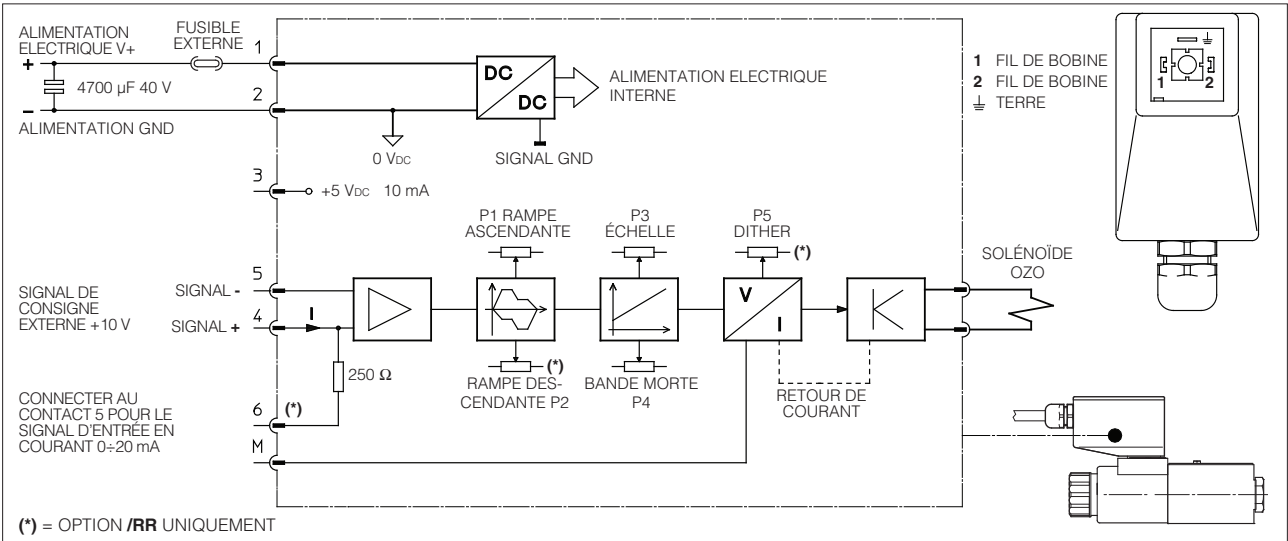 ALIMENTATION
ELECTRIQUE V+
FUSIBLE
EXTERNE
1
+
4700 µF 40 V
2
–
ALIMENTATION GND
DC
DC
ALIMENTATION ELECTRIQUE
INTERNE
0 VDC
SIGNAL GND
3
+5 VDC 10 mA
P1 RAMPE
ASCENDANTE
P3
ÉCHELLE
P5
DITHER
(*)
SIGNAL DE
CONSIGNE
EXTERNE +10 V
5
SIGNAL -
4
SIGNAL +
I
V
I
SOLÉNOÏDE
OZO
250 Ω
(*)
RAMPE DES-
CENDANTE P2
BANDE MORTE
P4
RETOUR DE
COURANT
CONNECTER AU
CONTACT 5 POUR LE
SIGNAL D'ENTRÉE EN
COURANT 0÷20 mA
6 (*)
M
1 FIL DE BOBINE
2 FIL DE BOBINE
TERRE
1
2
(*) = OPTION /RR UNIQUEMENT